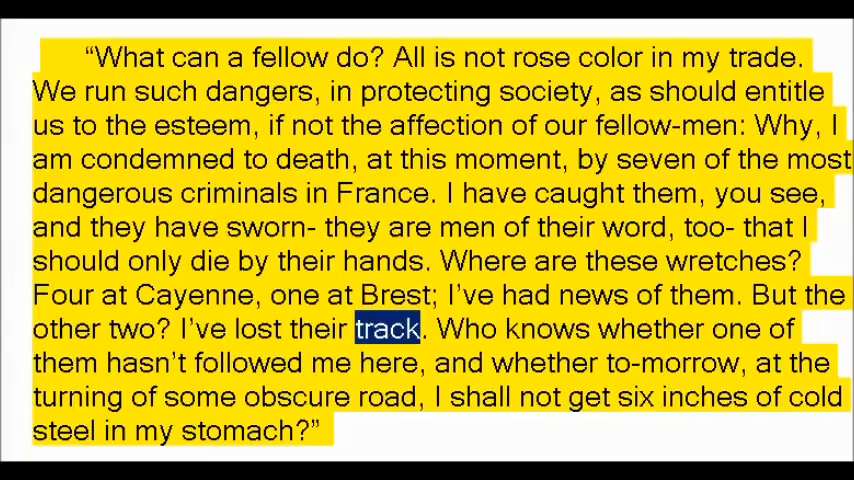 “What can a fellow do? All is not rose color in my trade.
We run such dangers, in protecting society, as should entitle
us to the esteem, if not the affection of our fellow-men: Why, I
am condemned to death, at this moment, by seven of the most
dangerous criminals in France. I have caught them, you see,
and they have sworn- they are men of their word, too- that I
should only die by their hands. Where are these wretches?
Four at Cayenne, one at Brest; I’ve had news of them. But the
other two? I’ve lost their track. Who knows whether one of
them hasn’t followed me here, and whether to-morrow, at the
turning of some obscure road, I shall not get six inches of cold
steel in my stomach?”